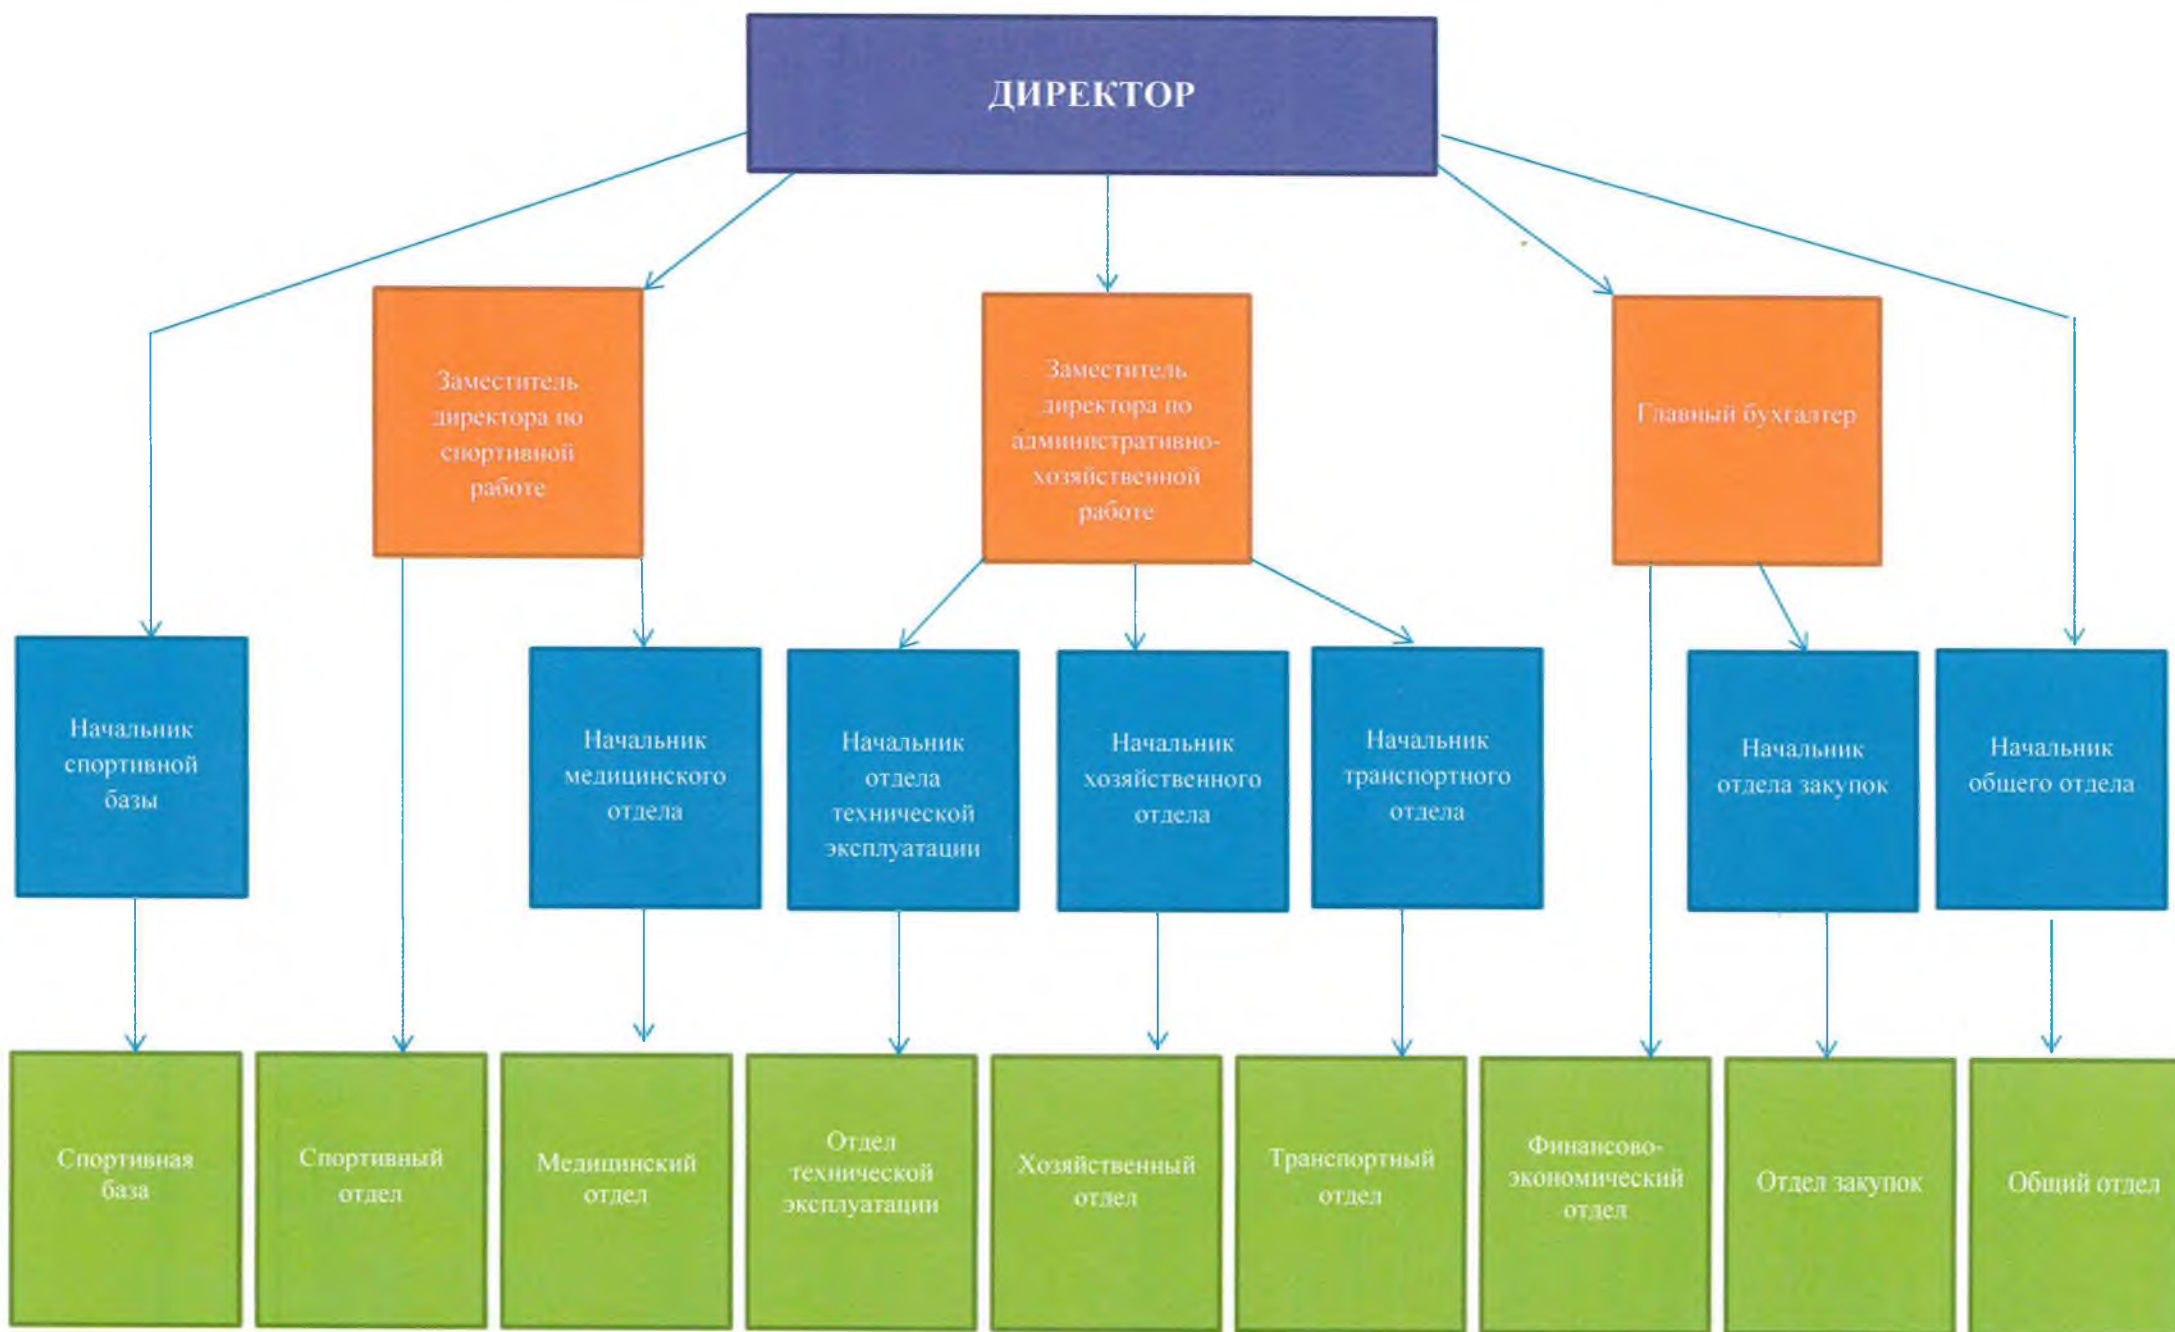 ДИРЕКТОР
Заместитель
директора по
спортивной
работе
Заместитель
директора по
административно-
хозяйственной
работе
Главный бухгалтер
Начальник
спортивной
базы
Начальник
медицинского
отдела
Начальник
отдела
технической
эксплуатации
Начальник
хозяйственного
отдела
Начальник
транспортного
отдела
Начальник
отдела закупок
Начальник
общего отдела
Спортивная
база
Спортивный
отдел
Медицинский
отдел
Отдел
технической
эксплуатации
Хозяйственный
отдел
Транспортный
отдел
Финансово-
экономический
отдел
Отдел закупок
Общий отдел